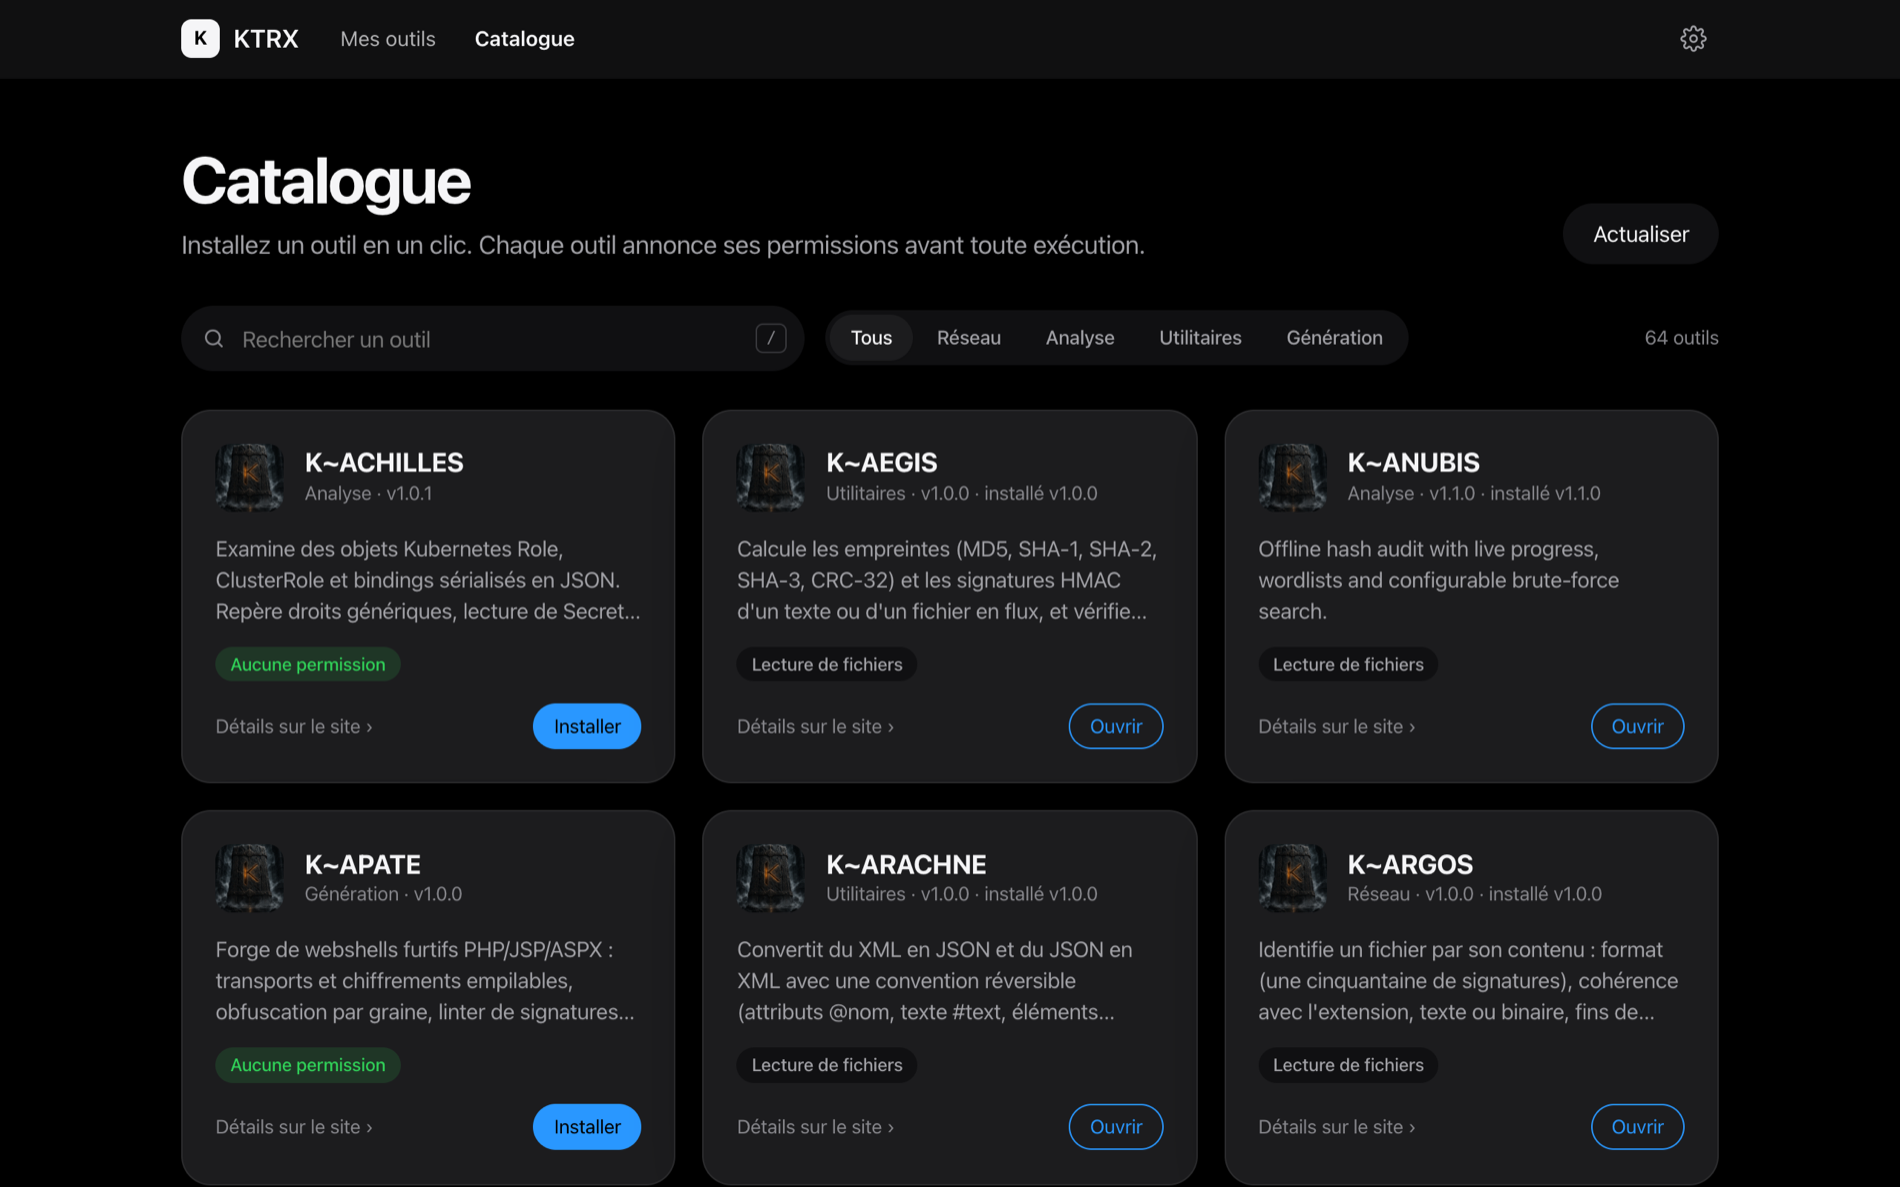 K KTRX Mes outils Catalogue
Catalogue
Installez un outil en un clic. Chaque outil annonce ses permissions avant toute exécution.
Actualiser
Rechercher un outil /
Tous Réseau Analyse Utilitaires Génération
64 outils
K~ACHILLES
Analyse · v1.0.1
Examine des objets Kubernetes Role,
ClusterRole et bindings sérialisés en JSON.
Repère droits génériques, lecture de Secret...
Aucune permission
Détails sur le site ›
Installer
K~AEGIS
Utilitaires · v1.0.0 · installé v1.0.0
Calcule les empreintes (MD5, SHA-1, SHA-2,
SHA-3, CRC-32) et les signatures HMAC
d'un texte ou d'un fichier en flux, et vérifie...
Lecture de fichiers
Détails sur le site ›
Ouvrir
K~ANUBIS
Analyse · v1.1.0 · installé v1.1.0
Offline hash audit with live progress,
wordlists and configurable brute-force
search.
Lecture de fichiers
Détails sur le site ›
Ouvrir
K~APATE
Génération · v1.0.0
Forge de webshells furtifs PHP/JSP/ASPX :
transports et chiffrements empilables,
obfuscation par graine, linter de signatures...
Aucune permission
Détails sur le site ›
Installer
K~ARACHNE
Utilitaires · v1.0.0 · installé v1.0.0
Convertit du XML en JSON et du JSON en
XML avec une convention réversible
(attributs @nom, texte #text, éléments...
Lecture de fichiers
Détails sur le site ›
Ouvrir
K~ARGOS
Réseau · v1.0.0 · installé v1.0.0
Identifie un fichier par son contenu : format
(une cinquantaine de signatures), cohérence
avec l'extension, texte ou binaire, fins de...
Lecture de fichiers
Détails sur le site ›
Ouvrir